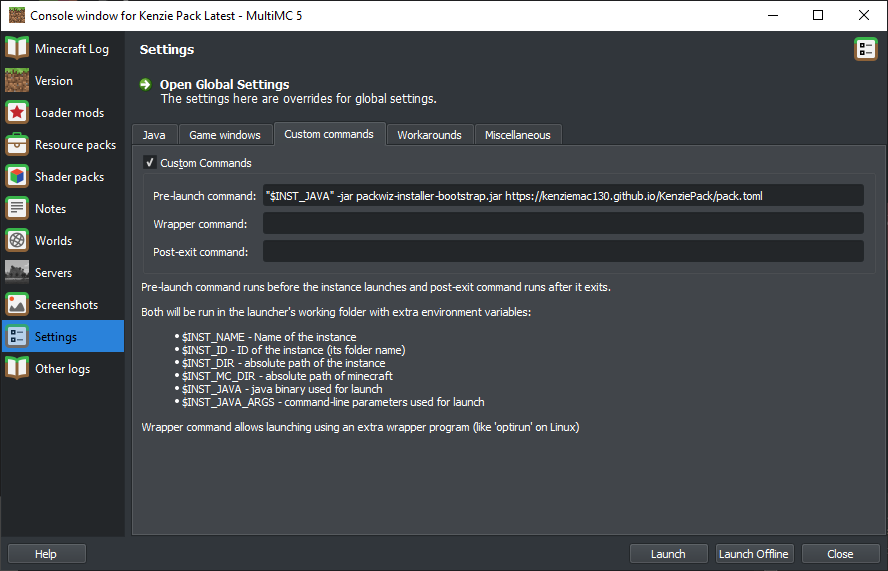 Console window for Kenzie Pack Latest - MultiMC 5
Minecraft Log
Version
Loader mods
Resource packs
Shader packs
Notes
Worlds
Servers
Screenshots
Settings
Other logs
Settings
Open Global Settings
The settings here are overrides for global settings.
Java
Game windows
Custom commands
Workarounds
Miscellaneous
Custom Commands
Pre-launch command: "$INST_JAVA" -jar packwiz-installer-bootstrap.jar https://kenziemac130.github.io/KenziePack/pack.toml
Wrapper command:
Post-exit command:
Pre-launch command runs before the instance launches and post-exit command runs after it exits.
Both will be run in the launcher's working folder with extra environment variables:
• $INST_NAME - Name of the instance
• $INST_ID - ID of the instance (its folder name)
• $INST_DIR - absolute path of the instance
• $INST_MC_DIR - absolute path of minecraft
• $INST_JAVA - java binary used for launch
• $INST_JAVA_ARGS - command-line parameters used for launch
Wrapper command allows launching using an extra wrapper program (like 'optirun' on Linux)
Help
Launch
Launch Offline
Close